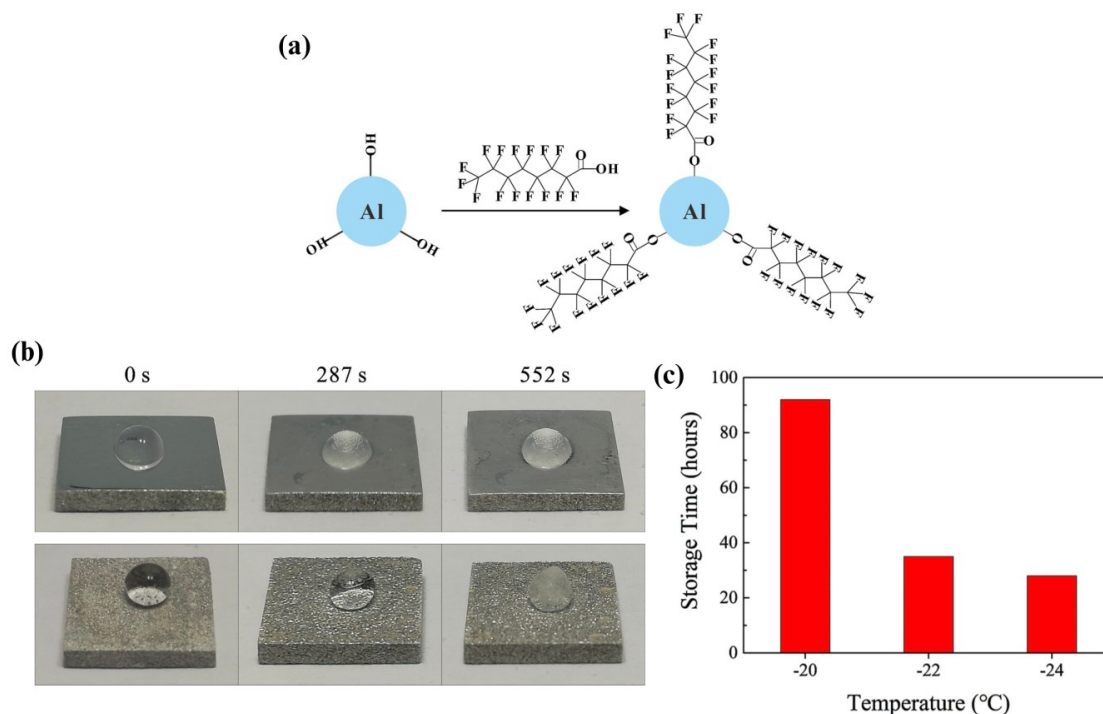 (a)
F F
F F
F F
F F
F F
F F
F F
F O
O
OH
F F F F F F O
F OH
F
F F F F F F F
Al
OH OH
Al
O O
O O
F F F F F F
F F F F F F
F F F
F F F F F F
F F F F F F
F F F
(b)
0 s 287 s 552 s
(c)
100
80
60
40
20
0
Storage Time (hours)
-20 -22 -24
Temperature (℃)